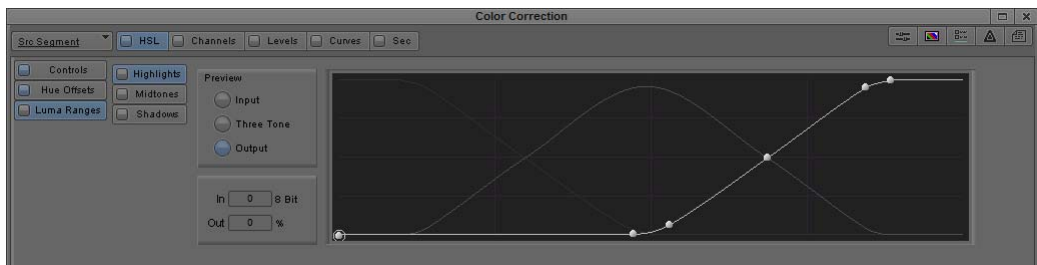 Color Correction
Src Segment HSL Channels Levels Curves Sec
Controls Highlights
Hue Offsets Midtones
Luma Ranges Shadows
Preview
Input
Three Tone
Output
In 0 8 Bit
Out 0 %